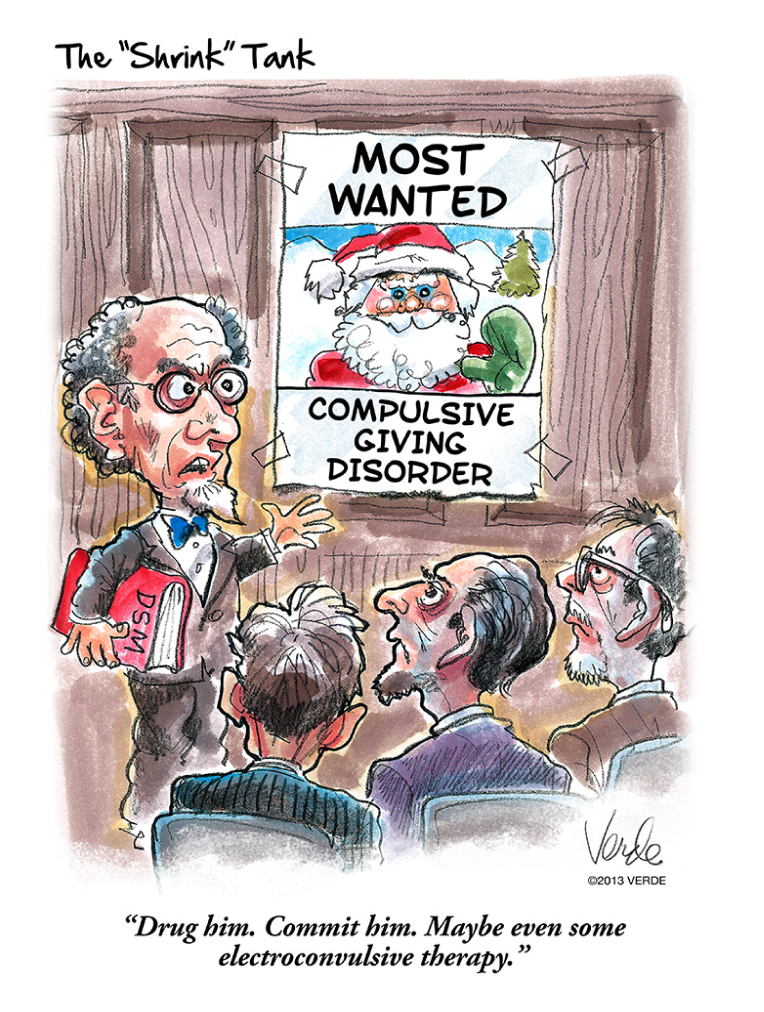 The "Shrink" Tank
MOST
WANTED
COMPULSIVE
GIVING
DISORDER
DSM
Verde
©2013 VERDE
“Drug him. Commit him. Maybe even some
electroconvulsive therapy.”